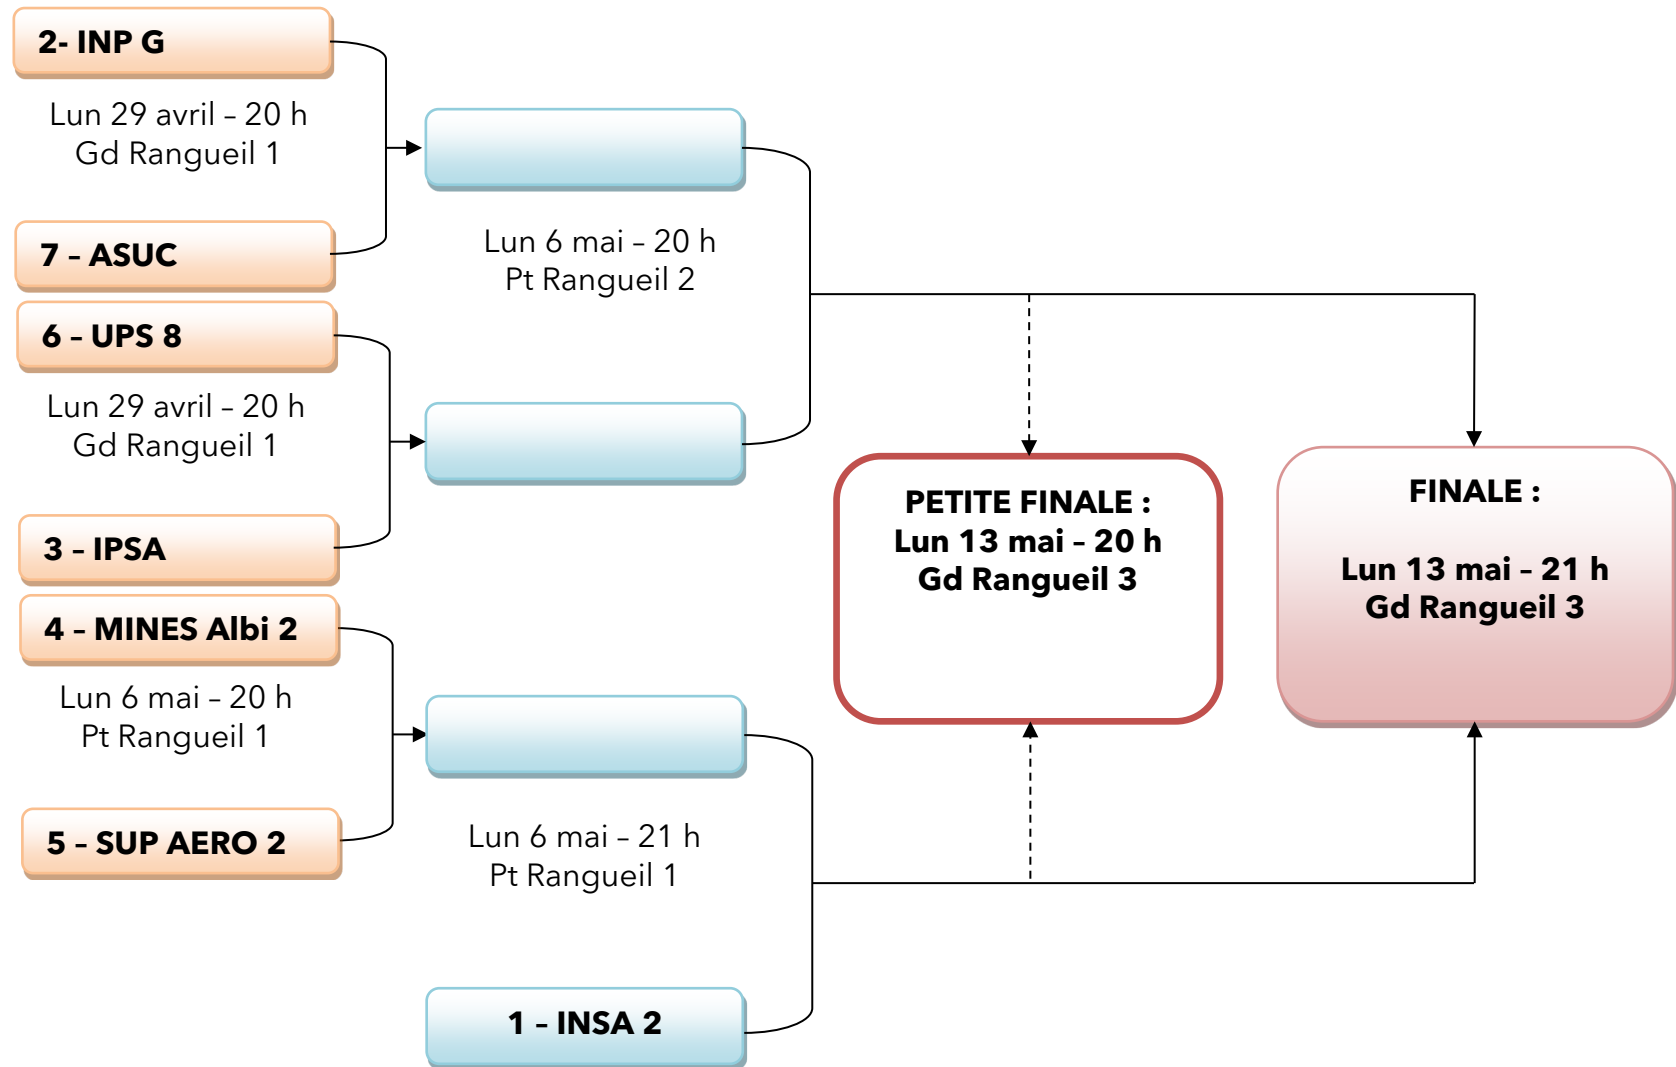 2- INP G
Lun 29 avril – 20 h
Gd Rangueil 1
7 – ASUC
6 – UPS 8
Lun 29 avril – 20 h
Gd Rangueil 1
3 – IPSA
4 – MINES Albi 2
Lun 6 mai – 20 h
Pt Rangueil 1
5 – SUP AERO 2
Lun 6 mai – 20 h
Pt Rangueil 2
Lun 6 mai – 21 h
Pt Rangueil 1
1 – INSA 2
PETITE FINALE :
Lun 13 mai – 20 h
Gd Rangueil 3
FINALE :
Lun 13 mai – 21 h
Gd Rangueil 3